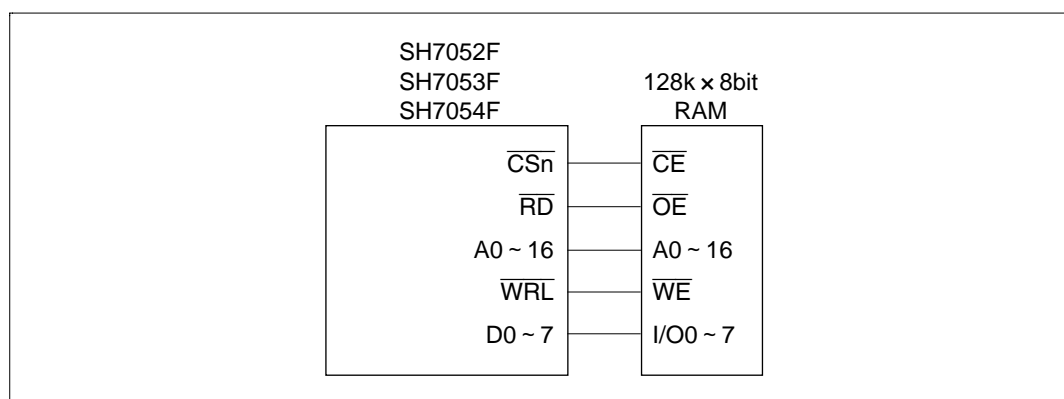 SH7052F
SH7053F
SH7054F
128k × 8bit
RAM
CSn CE
RD OE
A0 ~ 16 A0 ~ 16
WRL WE
D0 ~ 7 I/O0 ~ 7